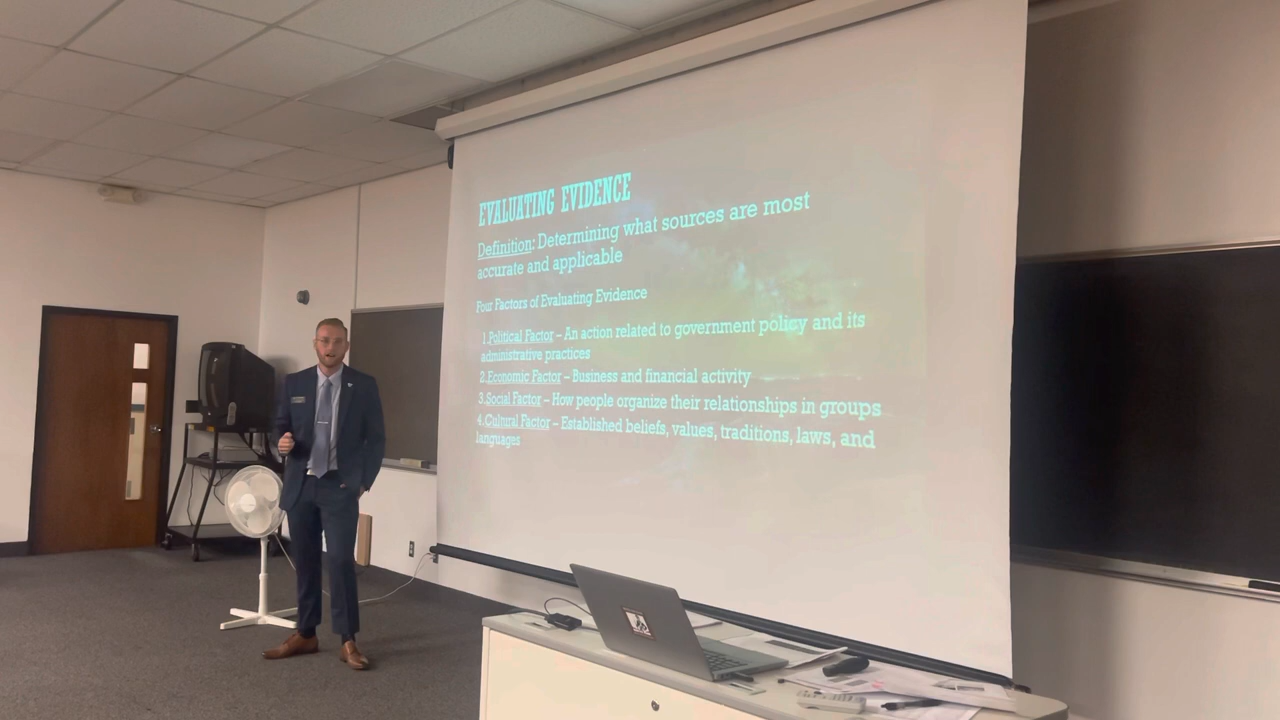 EVALUATING EVIDENCE
Definition: Determining what sources are most
accurate and applicable
Four Factors of Evaluating Evidence
1.Political Factor – An action related to government policy and its
administrative practices
2.Economic Factor – Business and financial activity
3.Social Factor – How people organize their relationships in groups
4.Cultural Factor – Established beliefs, values, traditions, laws, and
languages